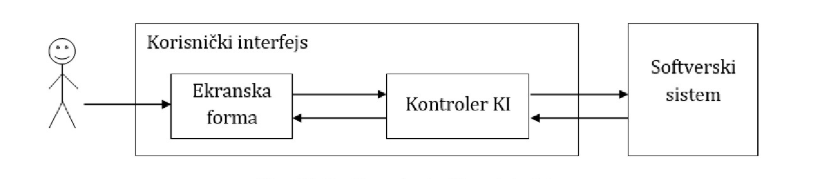 Korisnički interfejs
Ekranska
forma
Kontroler KI
Softverski
sistem